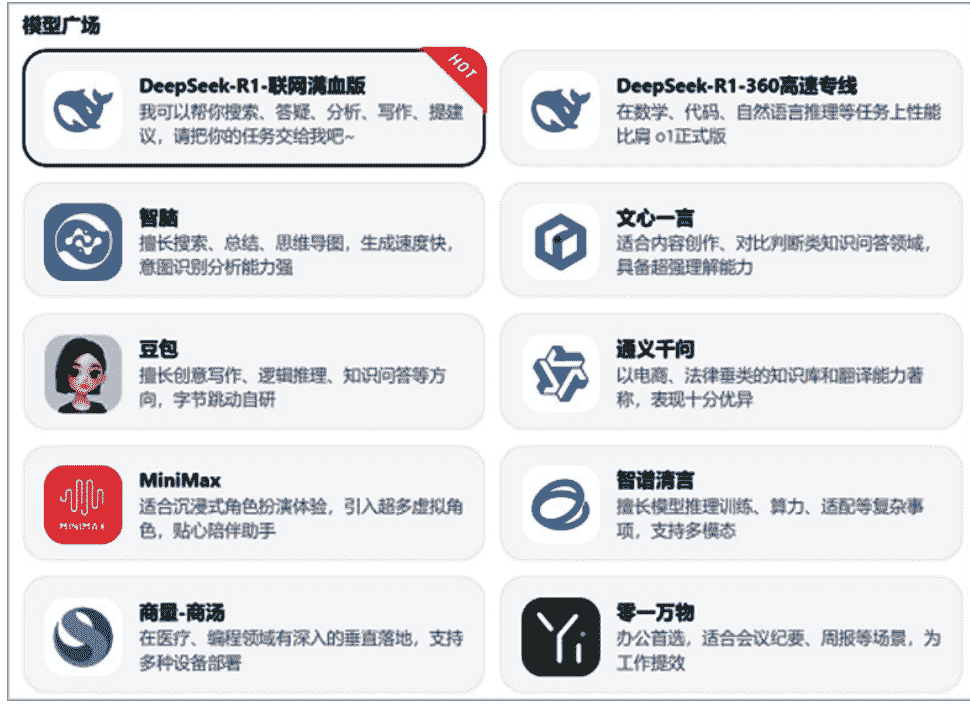 模型广场
DeepSeek-R1-联网满血版
HOT
我可以帮你搜索、答疑、分析、写作、提建
议，请把你的任务交给我吧~
DeepSeek-R1-360高速专线
在数学、代码、自然语言推理等任务上性能
比肩 o1正式版
智脑
擅长搜索、总结、思维导图，生成速度快，
意图识别分析能力强
文心一言
适合内容创作、对比判断类知识问答领域，
具备超强理解能力
豆包
擅长创意写作、逻辑推理、知识问答等方
向，字节跳动自研
通义千问
以电商、法律垂类的知识库和翻译能力著
称，表现十分优异
MiniMax
MINIMAX
适合沉浸式角色扮演体验，引入超多虚拟角
色，贴心陪伴助手
智谱清言
擅长模型推理训练、算力、适配等复杂事
项，支持多模态
商量-商汤
在医疗、编程领域有深入的垂直落地，支持
多种设备部署
零一万物
Yi
办公首选，适合会议纪要、周报等场景，为
工作提效